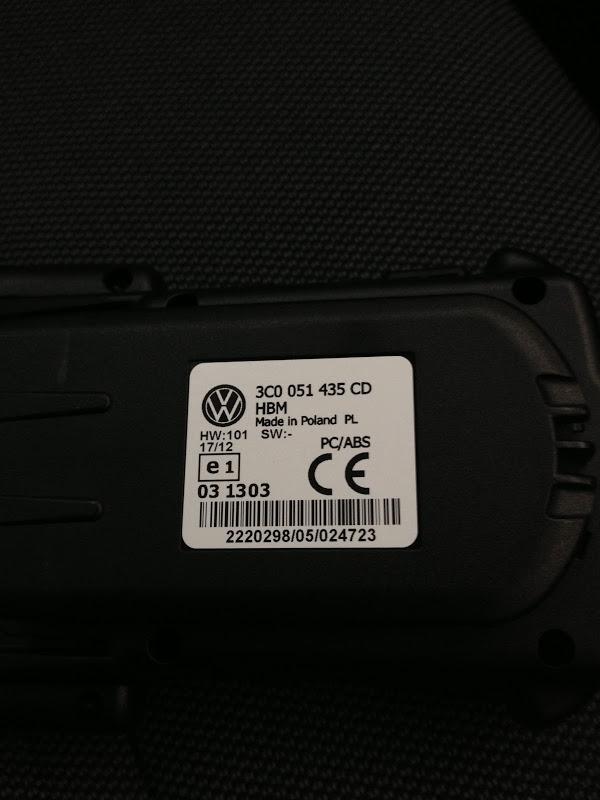 3C0 051 435 CD
HBM
Made in Poland PL
HW:101 SW:-
17/12
PC/ABS
e 1
CE
03 1303
2220298/05/024723